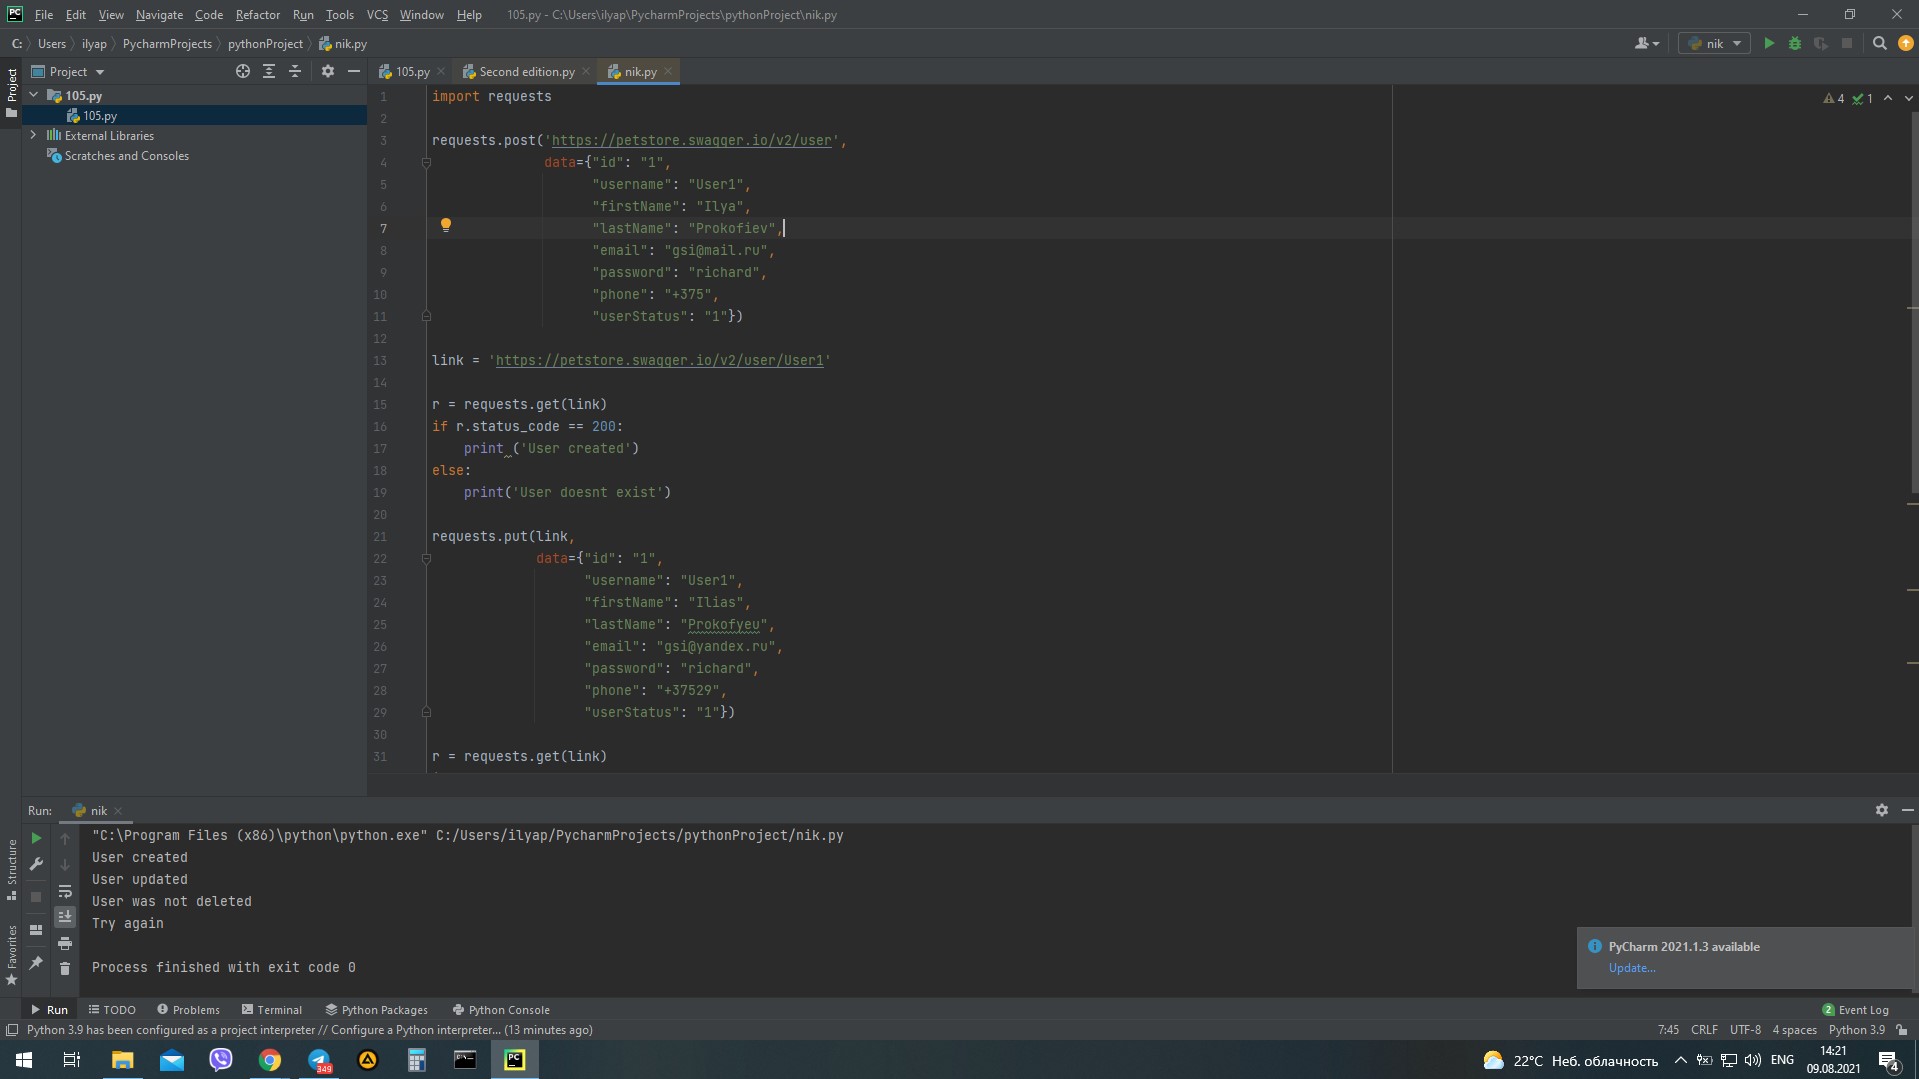 File Edit View Navigate Code Refactor Run Tools VCS Window Help 105.py - C:\Users\ilyap\PycharmProjects\pythonProject\nik.py
C: Users ilyap PycharmProjects pythonProject nik.py
nik
Project
Project
105.py
105.py
External Libraries
Scratches and Consoles
105.py Second edition.py nik.py
4 1
1 import requests
2
3 requests.post('https://petstore.swagger.io/v2/user',
4 data={"id": "1",
5 "username": "User1",
6 "firstName": "Ilya",
7 "lastName": "Prokofiev",
8 "email": "gsi@mail.ru",
9 "password": "richard",
10 "phone": "+375",
11 "userStatus": "1"})
12
13 link = 'https://petstore.swagger.io/v2/user/User1'
14
15 r = requests.get(link)
16 if r.status_code == 200:
17 print ('User created')
18 else:
19 print('User doesnt exist')
20
21 requests.put(link,
22 data={"id": "1",
23 "username": "User1",
24 "firstName": "Ilias",
25 "lastName": "Prokofyeu",
26 "email": "gsi@yandex.ru",
27 "password": "richard",
28 "phone": "+37529",
29 "userStatus": "1"})
30
31 r = requests.get(link)
Run: nik
"C:\Program Files (x86)\python\python.exe" C:/Users/ilyap/PycharmProjects/pythonProject/nik.py
User created
User updated
User was not deleted
Try again
Process finished with exit code 0
Structure
Favorites
PyCharm 2021.1.3 available
Update...
Run TODO Problems Terminal Python Packages Python Console 2 Event Log
Python 3.9 has been configured as a project interpreter // Configure a Python interpreter... (13 minutes ago) 7:45 CRLF UTF-8 4 spaces Python 3.9
349
PC
22°C Неб. облачность ENG
14:21
09.08.2021
4